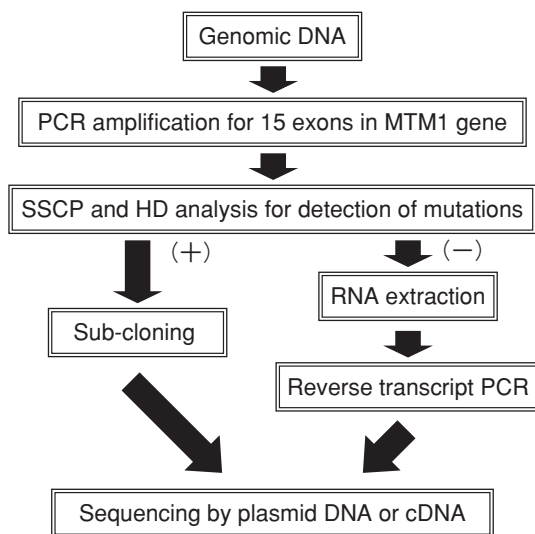 Genomic DNA
PCR amplification for 15 exons in MTM1 gene
SSCP and HD analysis for detection of mutations
(+)
(−)
RNA extraction
Sub-cloning
Reverse transcript PCR
Sequencing by plasmid DNA or cDNA